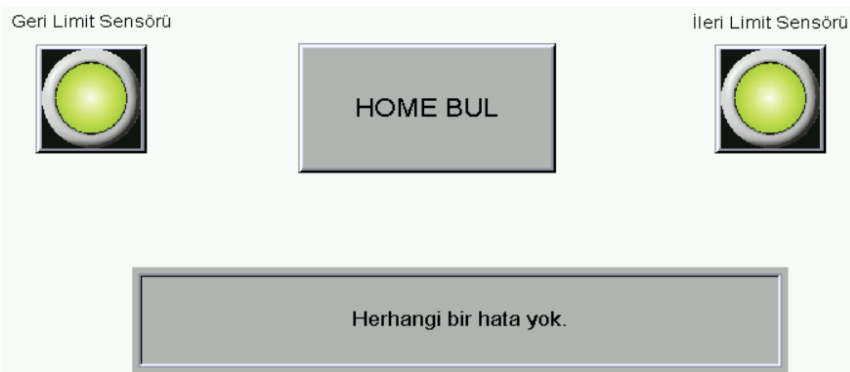 Geri Limit Sensörü
İleri Limit Sensörü
HOME BUL
Herhangi bir hata yok.